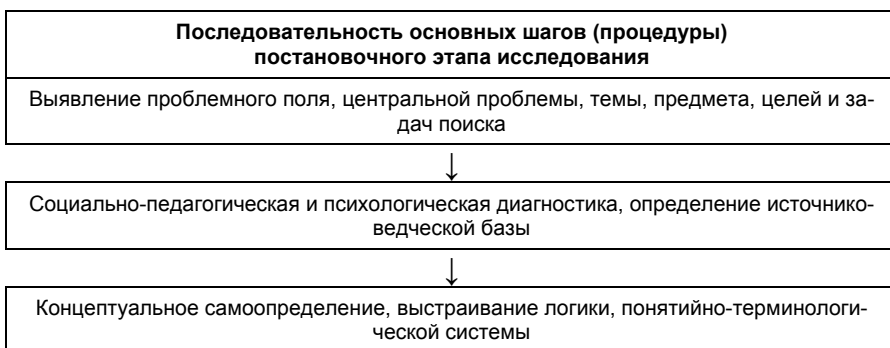 Последовательность основных шагов (процедуры)
постановочного этапа исследования
Выявление проблемного поля, центральной проблемы, темы, предмета, целей и за-
дач поиска
↓
Социально-педагогическая и психологическая диагностика, определение источнико-
ведческой базы
↓
Концептуальное самоопределение, выстраивание логики, понятийно-терминологи-
ческой системы